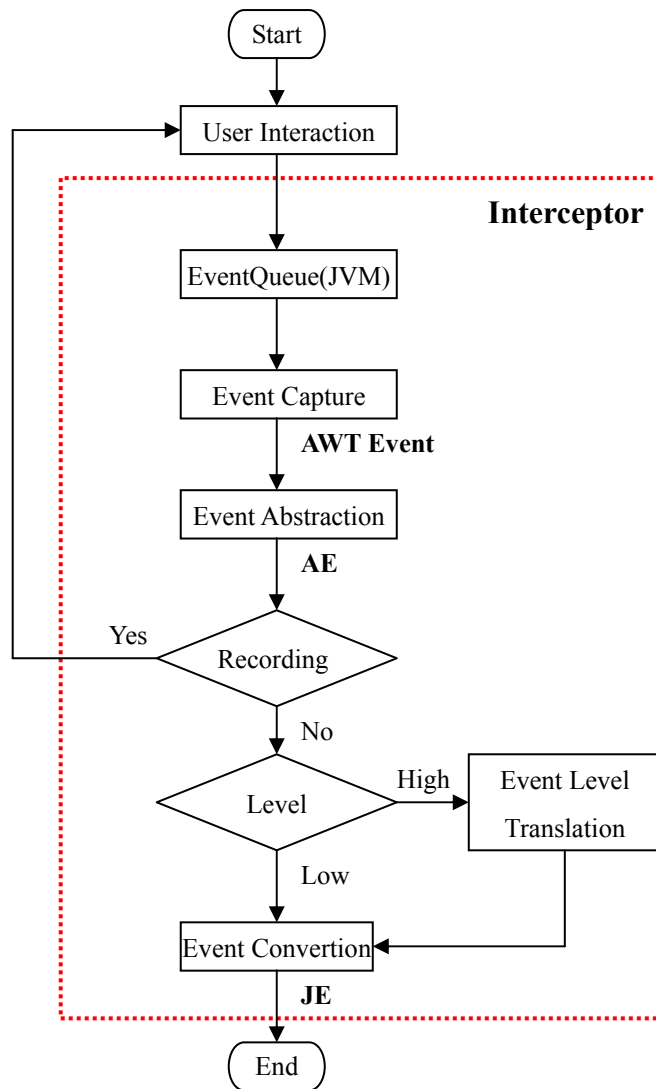 Start
User Interaction
Interceptor
EventQueue(JVM)
Event Capture
AWT Event
Event Abstraction
AE
Yes
Recording
No
High
Event Level
Translation
Level
Low
Event Convertion
JE
End